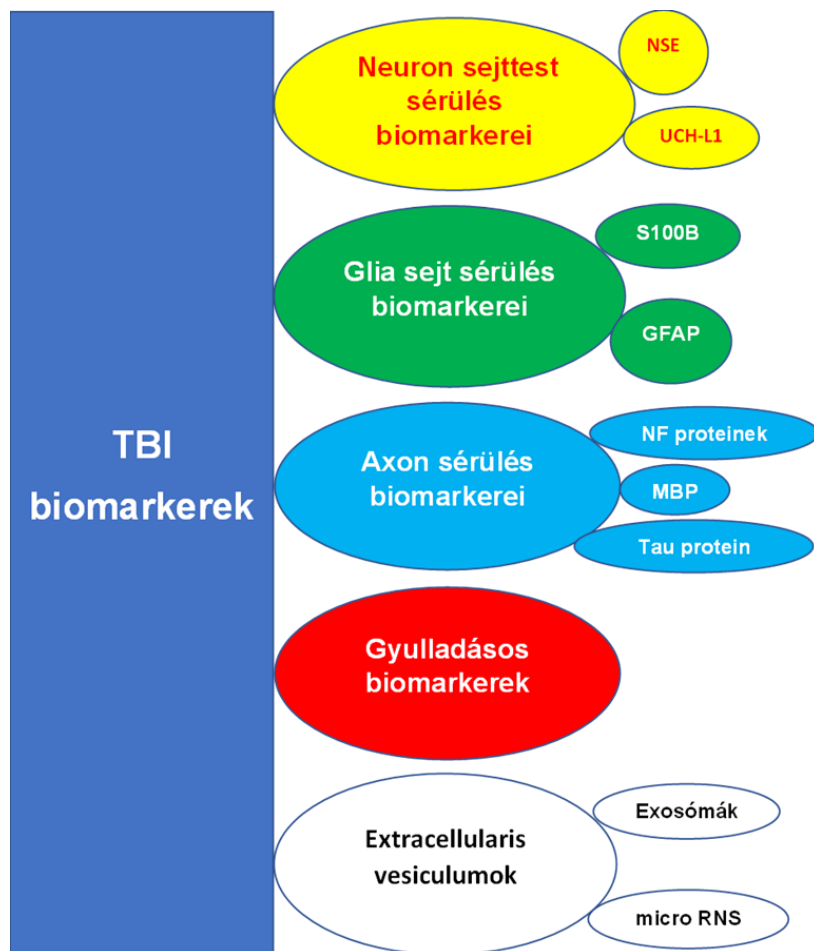 TBI
biomarkerek
Neuron sejttest
sérülés
biomarkerei
NSE
UCH-L1
Glia sejt sérülés
biomarkerei
S100B
GFAP
Axon sérülés
biomarkerei
NF proteinek
MBP
Tau protein
Gyulladásos
biomarkerek
Extracellularis
vesiculumok
Exosómák
micro RNS